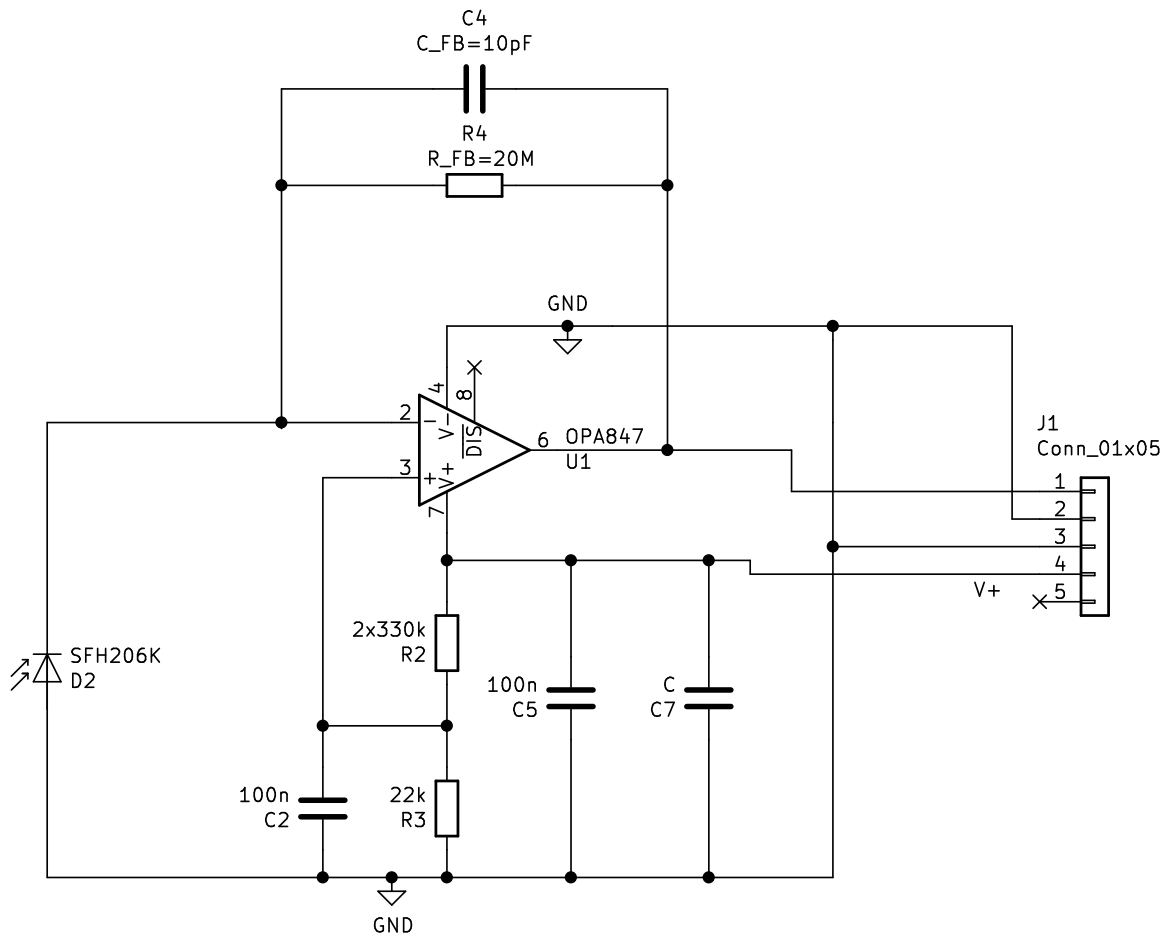 C4
C_FB=10pF
R4
R_FB=20M
GND
4
8
2
−
V−
DIS
6
OPA847
U1
3
+
V+
7
J1
Conn_01x05
1
2
3
4
V+
5
2x330k
R2
SFH206K
D2
100n
C5
C
C7
100n
C2
22k
R3
GND